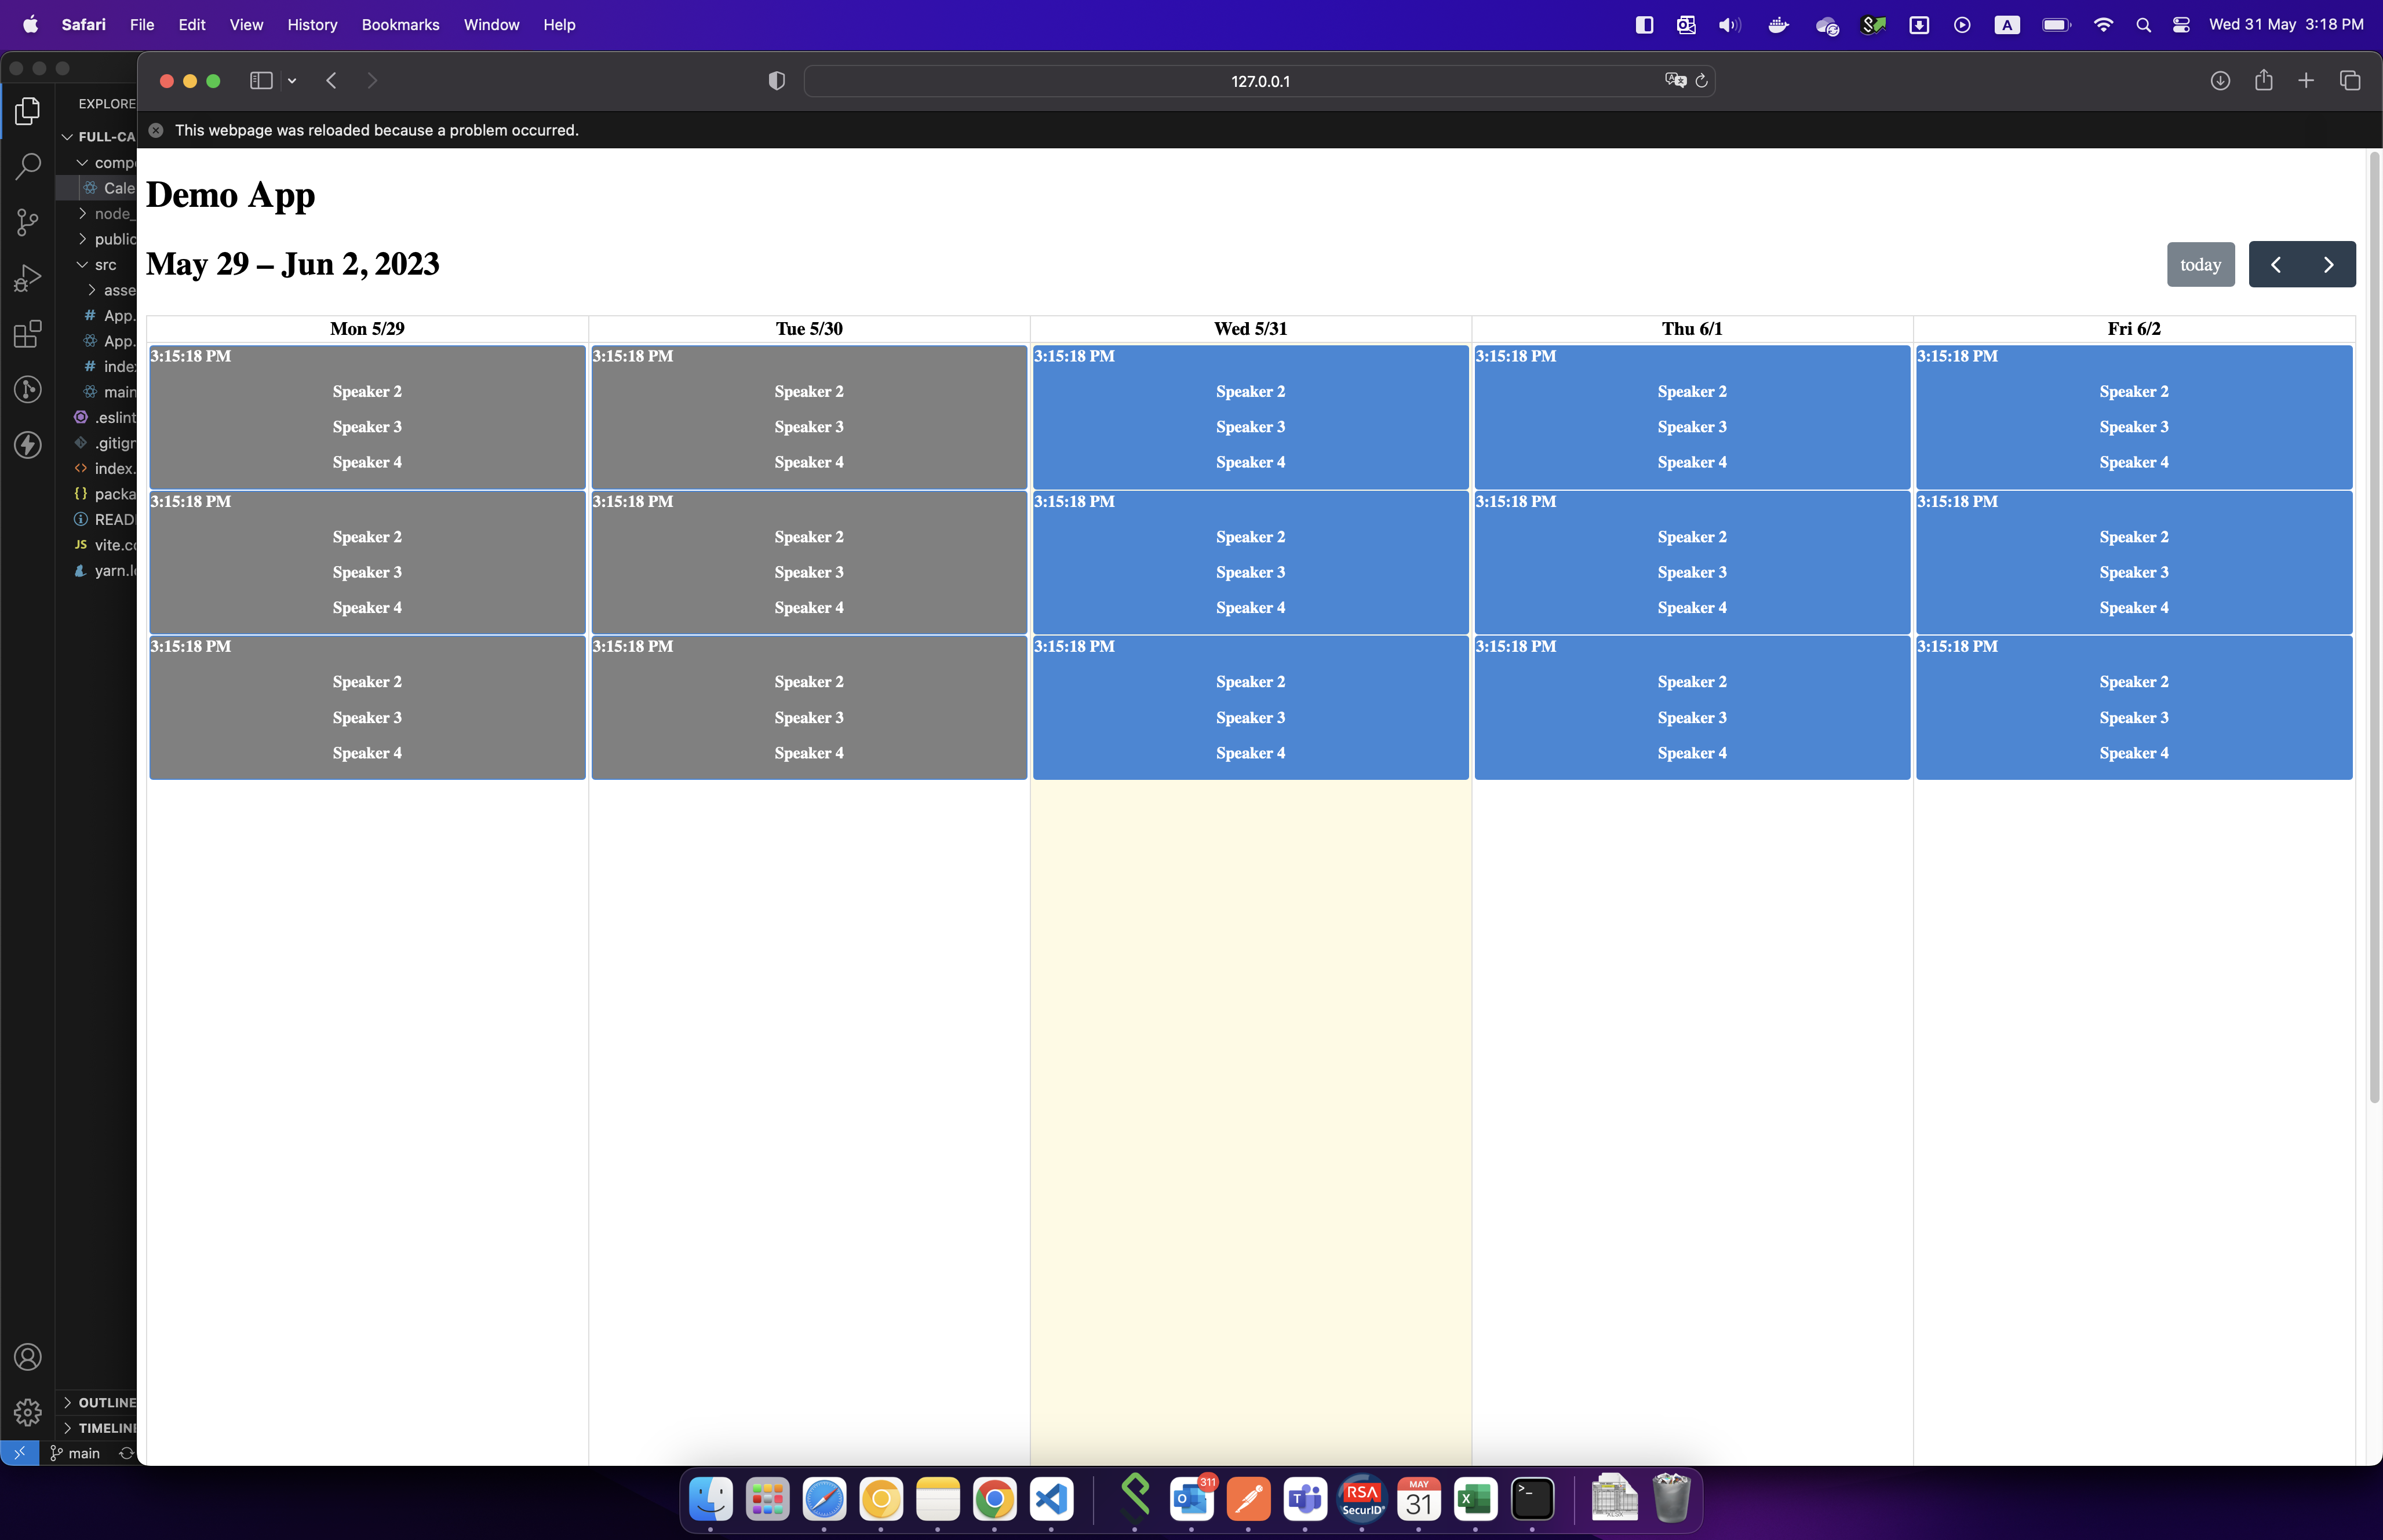 Safari File Edit View History Bookmarks Window Help A Wed 31 May 3:18 PM
127.0.0.1
EXPLORE
This webpage was reloaded because a problem occurred.
FULL-CA
comp
Cale
node_
public
src
asse
# App.
App.
# inde
main
.eslint
.gitigr
<> index.
{} packa
READ
JS vite.c
yarn.l
Demo App
May 29 – Jun 2, 2023
today
Mon 5/29 Tue 5/30 Wed 5/31 Thu 6/1 Fri 6/2
3:15:18 PM 3:15:18 PM 3:15:18 PM 3:15:18 PM 3:15:18 PM
Speaker 2 Speaker 2 Speaker 2 Speaker 2 Speaker 2
Speaker 3 Speaker 3 Speaker 3 Speaker 3 Speaker 3
Speaker 4 Speaker 4 Speaker 4 Speaker 4 Speaker 4
3:15:18 PM 3:15:18 PM 3:15:18 PM 3:15:18 PM 3:15:18 PM
Speaker 2 Speaker 2 Speaker 2 Speaker 2 Speaker 2
Speaker 3 Speaker 3 Speaker 3 Speaker 3 Speaker 3
Speaker 4 Speaker 4 Speaker 4 Speaker 4 Speaker 4
3:15:18 PM 3:15:18 PM 3:15:18 PM 3:15:18 PM 3:15:18 PM
Speaker 2 Speaker 2 Speaker 2 Speaker 2 Speaker 2
Speaker 3 Speaker 3 Speaker 3 Speaker 3 Speaker 3
Speaker 4 Speaker 4 Speaker 4 Speaker 4 Speaker 4
OUTLINE
TIMELIN
main
311
RSA
SecurID
MAY
31
XLSX